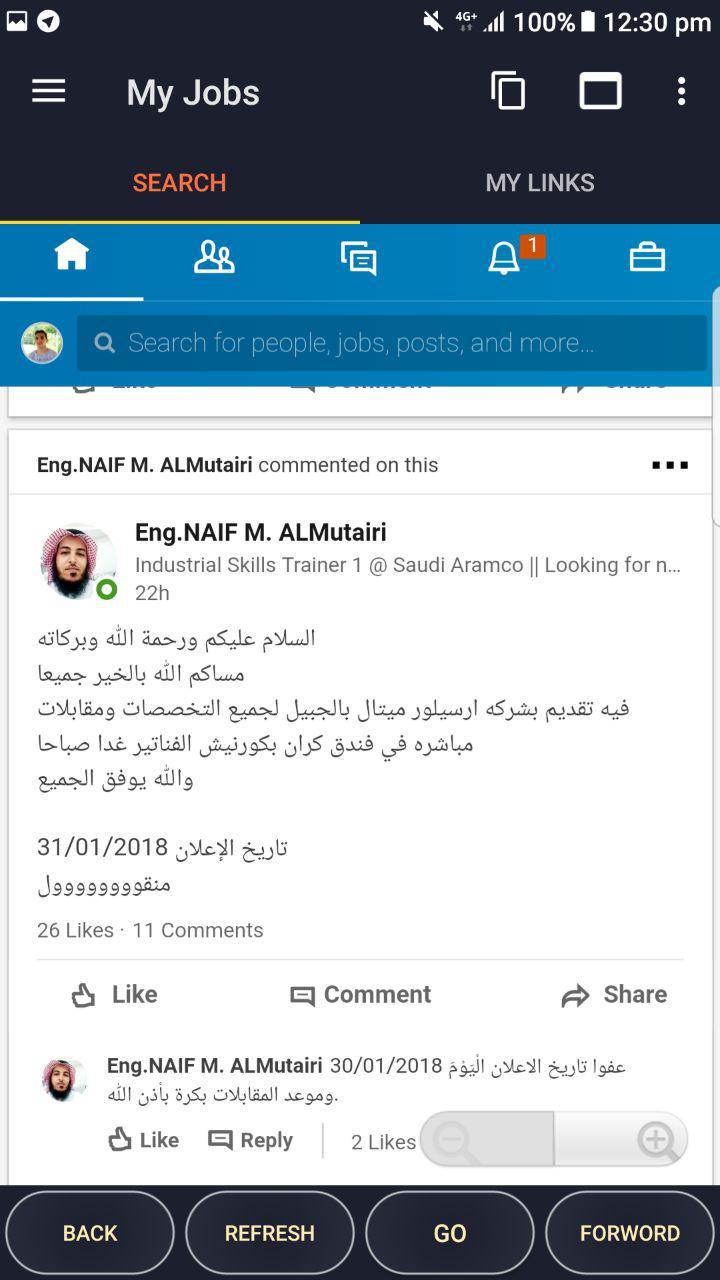 4G+ 100% 12:30 pm
My Jobs
SEARCH MY LINKS
1
Search for people, jobs, posts, and more...
Like Comment Share
Eng.NAIF M. ALMutairi commented on this
Eng.NAIF M. ALMutairi
Industrial Skills Trainer 1 @ Saudi Aramco || Looking for n...
22h
السلام عليكم ورحمة الله وبركاته
مساكم الله بالخير جميعا
فيه تقديم بشركه ارسيلور ميتال بالجبيل لجميع التخصصات ومقابلات
مباشره في فندق كران بكورنيش الفناتير غدا صباحا
والله يوفق الجميع
تاريخ الإعلان 31/01/2018
منقووووووووول
26 Likes · 11 Comments
Like Comment Share
Eng.NAIF M. ALMutairi 30/01/2018 عفوا تاريخ الاعلان الْيَوْمَ
وموعد المقابلات بكرة بأذن الله.
Like Reply 2 Likes
BACK REFRESH GO FORWORD